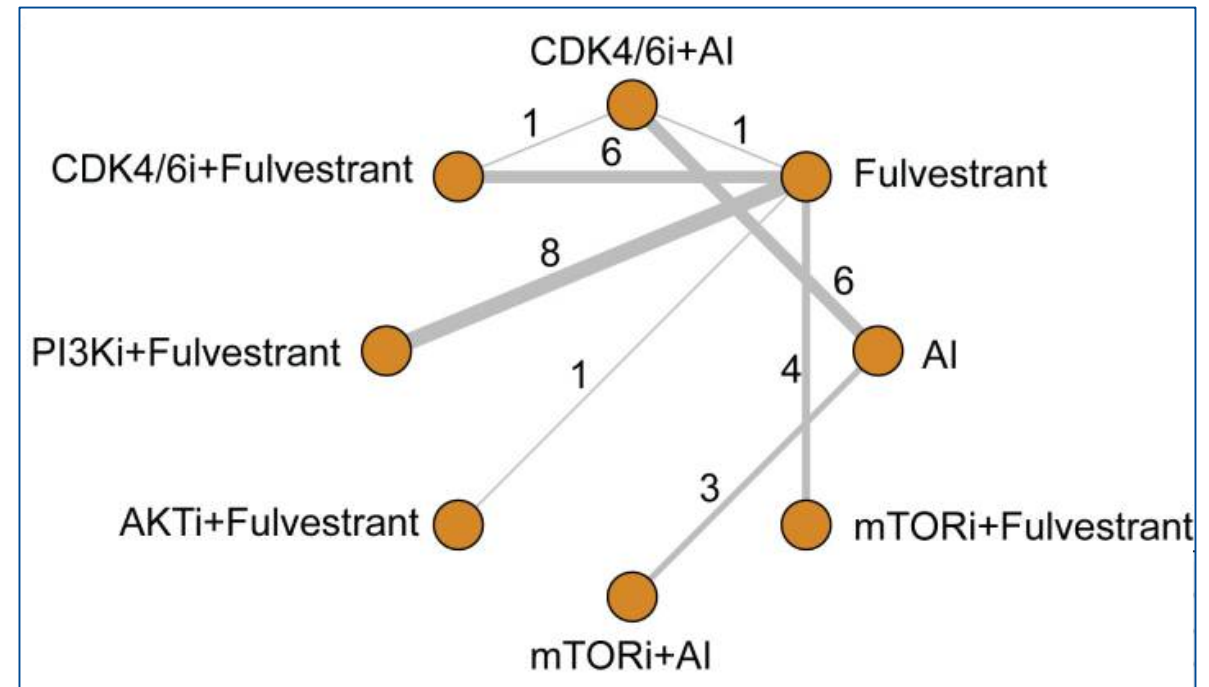 CDK4/6i+AI
1
1
6
CDK4/6i+Fulvestrant
Fulvestrant
8
6
PI3Ki+Fulvestrant
AI
1
4
3
AKTi+Fulvestrant
mTORi+Fulvestrant
mTORi+AI